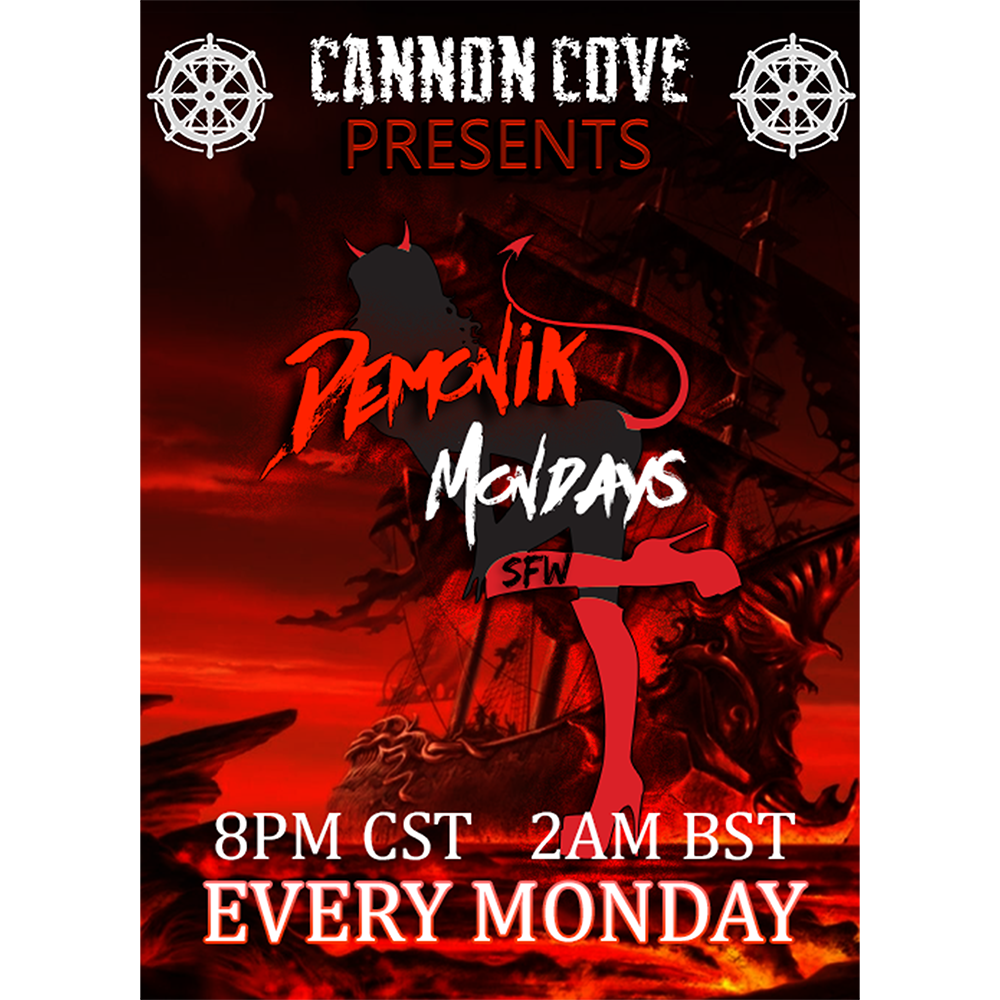 CANNON COVE
PRESENTS
DEMONIK
MONDAYS
SFW
8PM CST 2AM BST
EVERY MONDAY